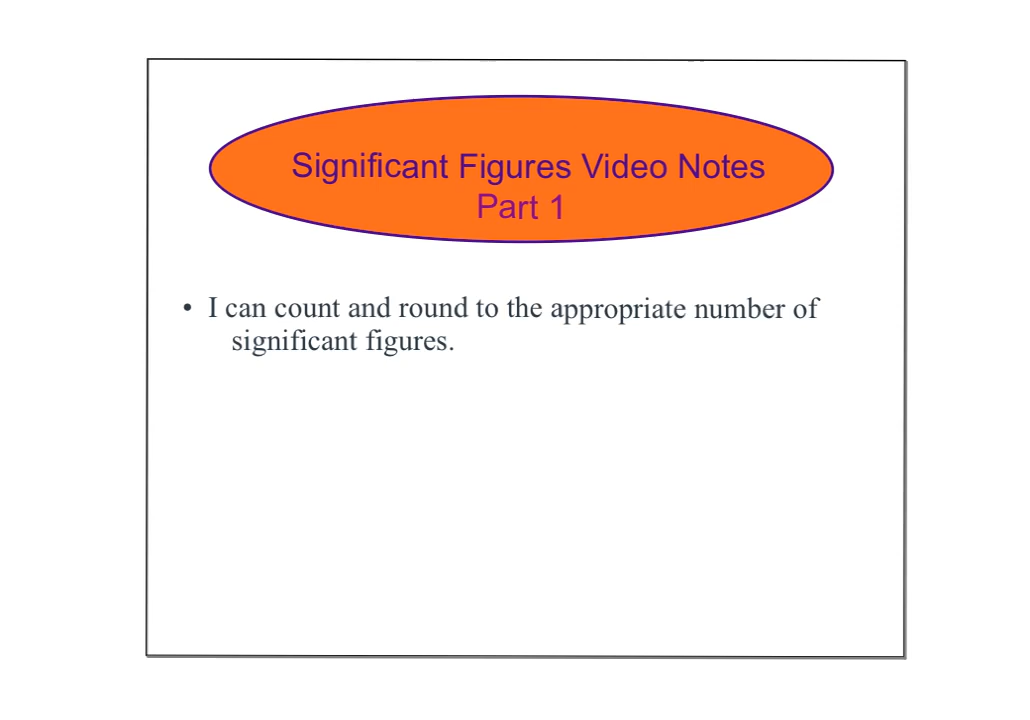 Significant Figures Video Notes
Part 1
• I can count and round to the appropriate number of
significant figures.